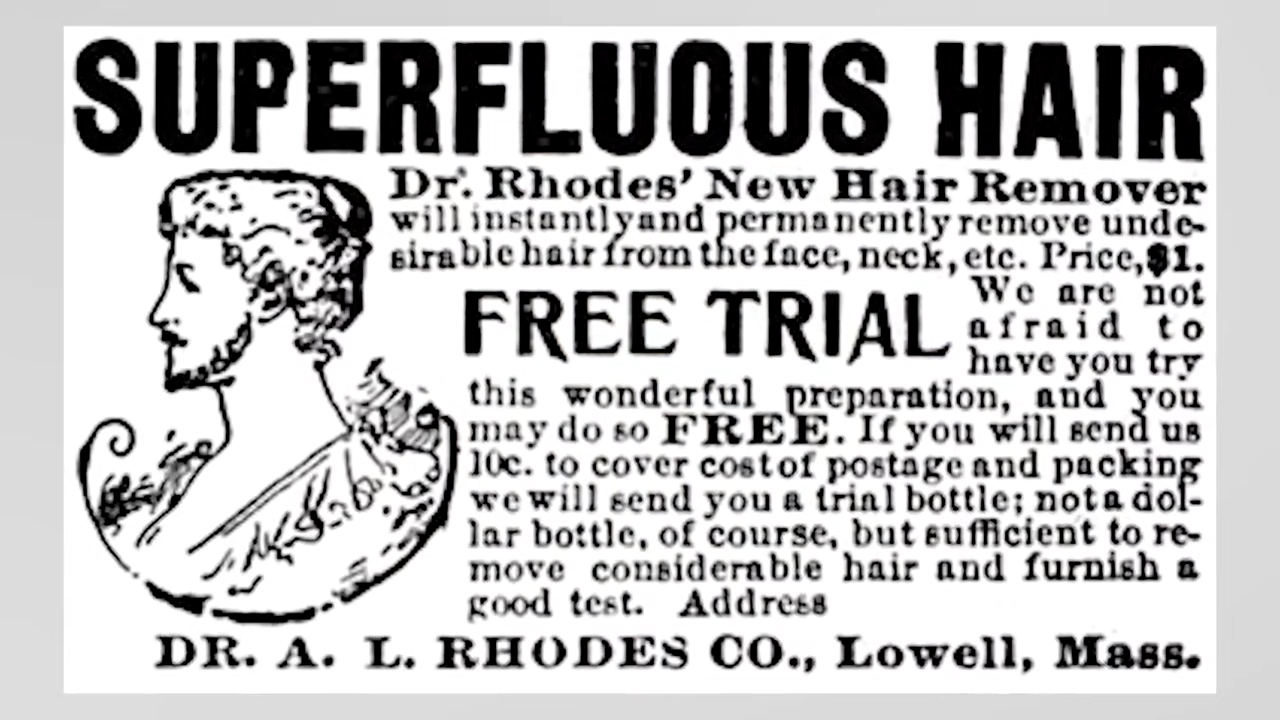 SUPERFLUOUS HAIR
Dr. Rhodes' New Hair Remover
will instantly and permanently remove unde-
sirable hair from the face, neck, etc. Price, $1.
FREE TRIAL
We are not
afraid to
have you try
this wonderful preparation, and you
may do so FREE. If you will send us
10c. to cover cost of postage and packing
we will send you a trial bottle; not a dol-
lar bottle, of course, but sufficient to re-
move considerable hair and furnish a
good test. Address
DR. A. L. RHODES CO., Lowell, Mass.